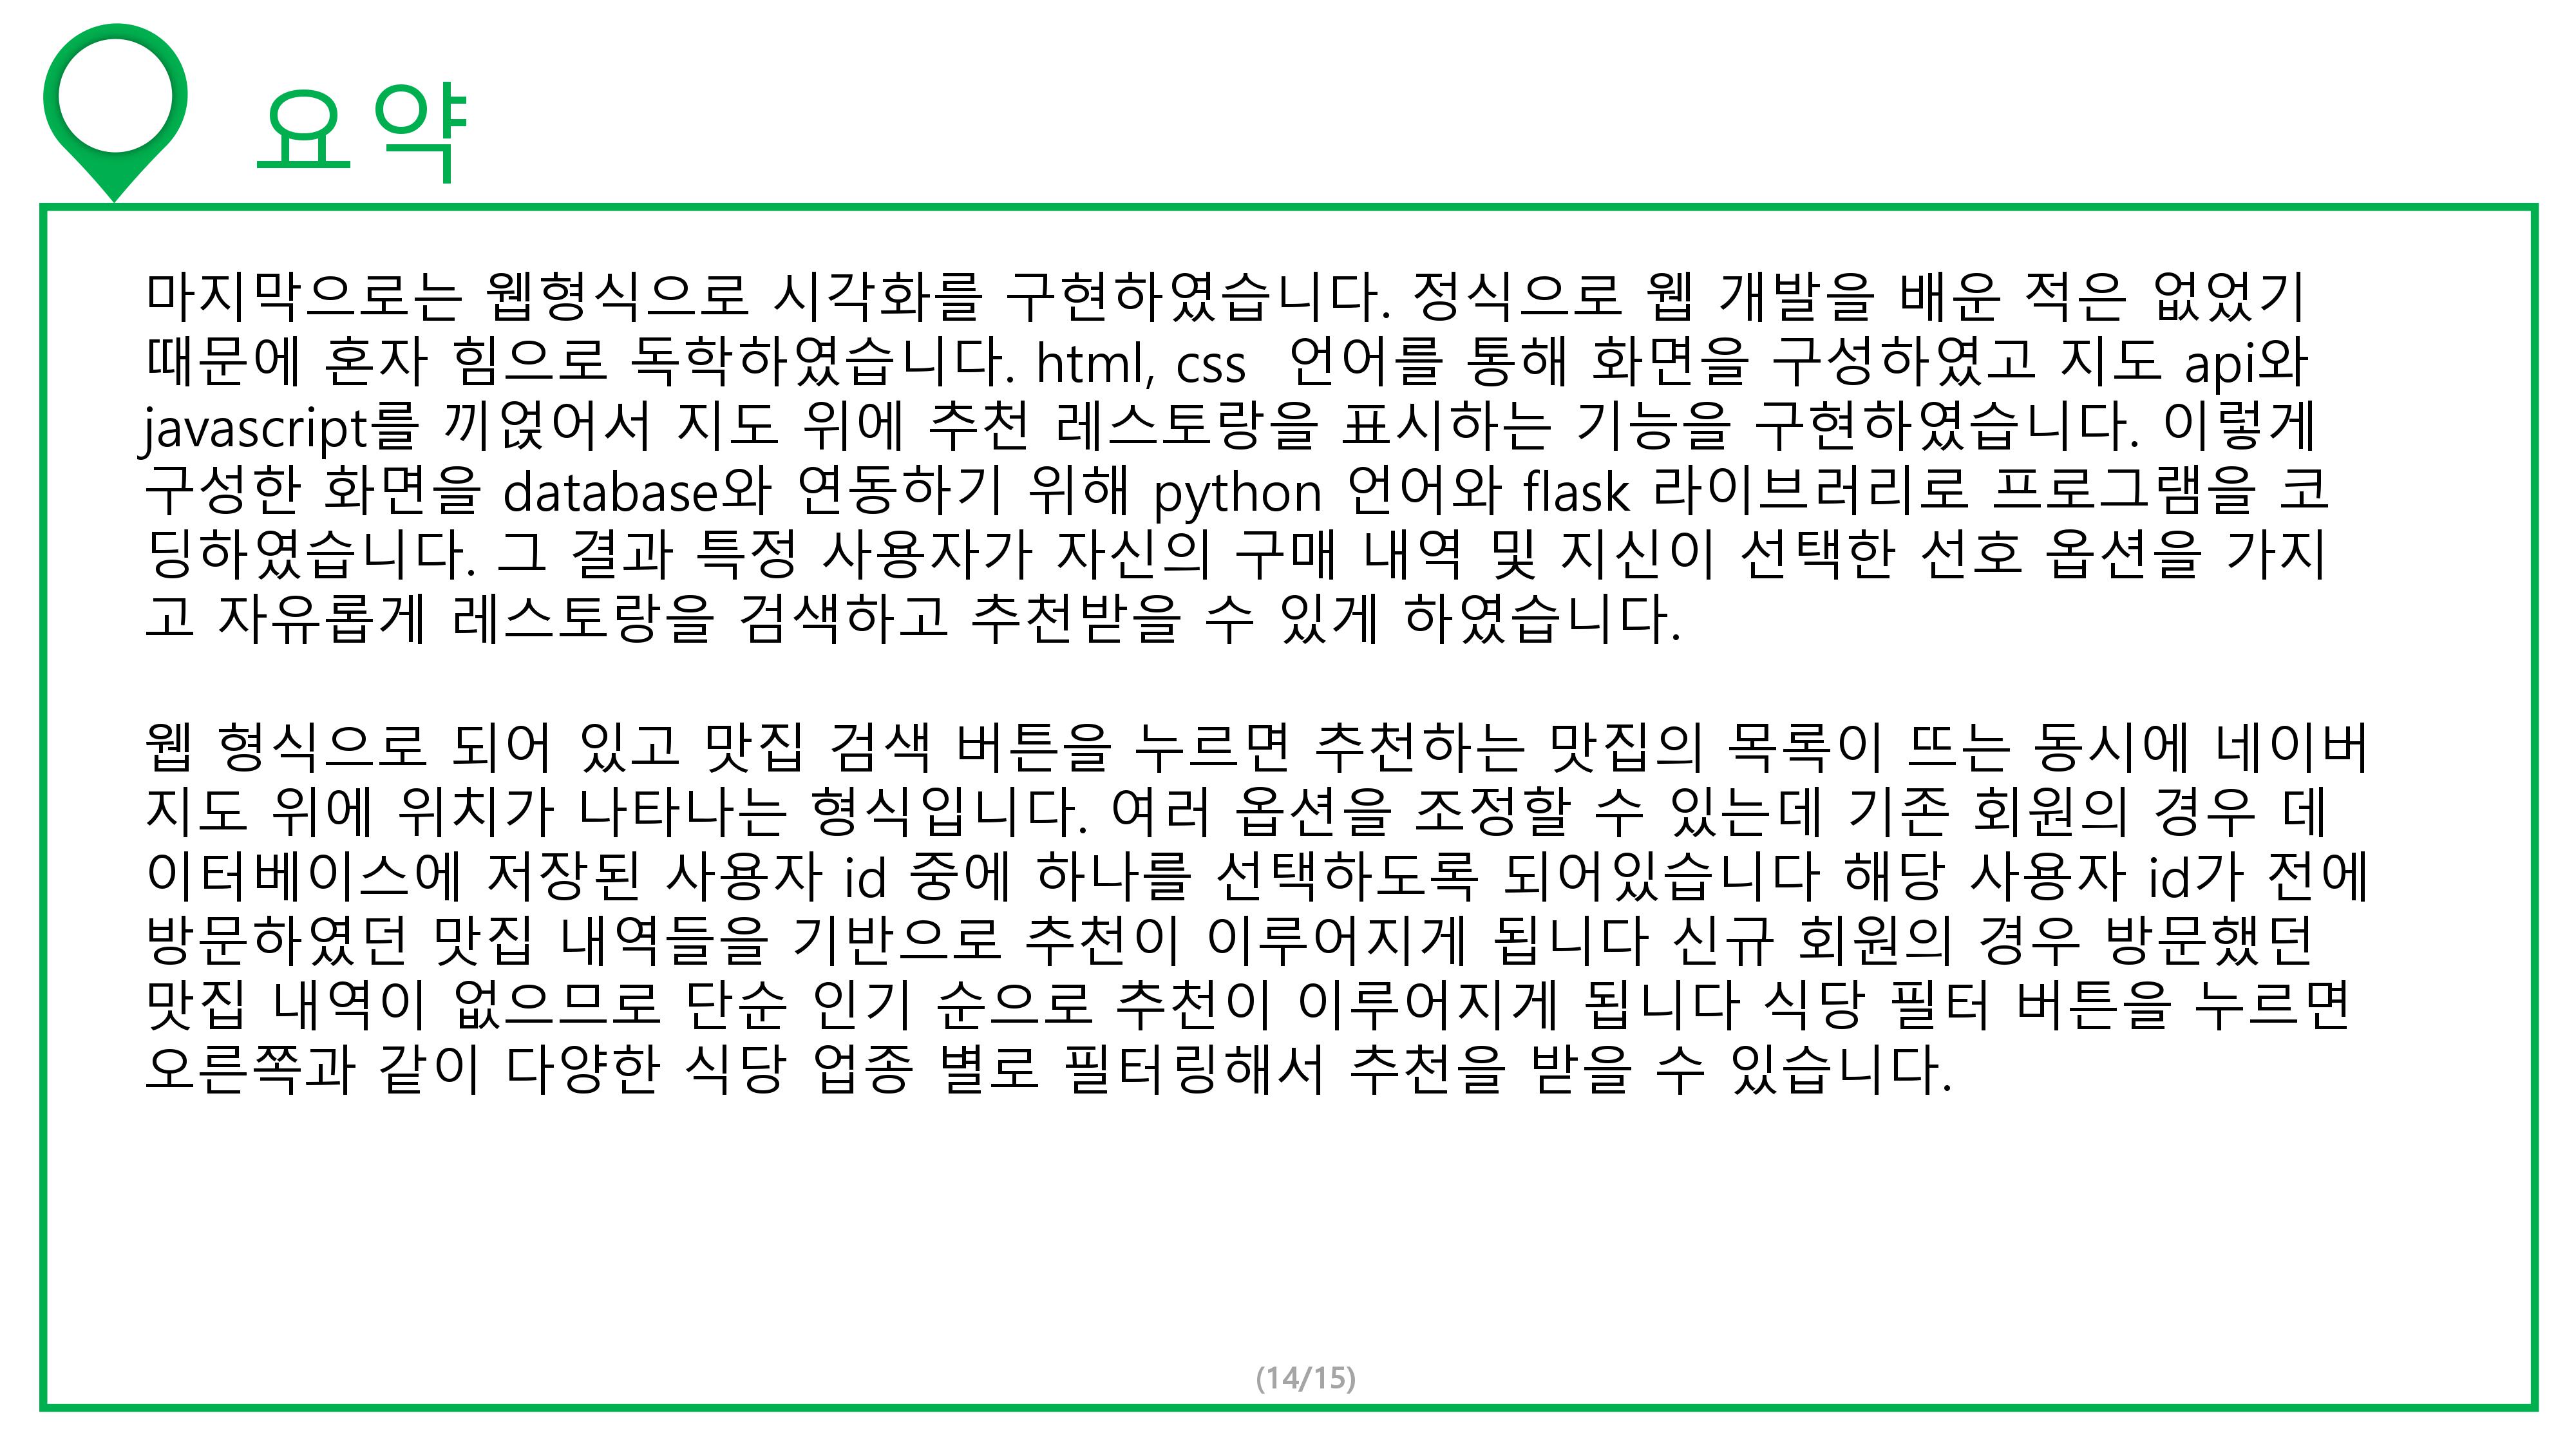 요약
마지막으로는 웹형식으로 시각화를 구현하였습니다. 정식으로 웹 개발을 배운 적은 없었기
때문에 혼자 힘으로 독학하였습니다. html, css 언어를 통해 화면을 구성하였고 지도 api와
javascript를 끼얹어서 지도 위에 추천 레스토랑을 표시하는 기능을 구현하였습니다. 이렇게
구성한 화면을 database와 연동하기 위해 python 언어와 flask 라이브러리로 프로그램을 코
딩하였습니다. 그 결과 특정 사용자가 자신의 구매 내역 및 지신이 선택한 선호 옵션을 가지
고 자유롭게 레스토랑을 검색하고 추천받을 수 있게 하였습니다.
웹 형식으로 되어 있고 맛집 검색 버튼을 누르면 추천하는 맛집의 목록이 뜨는 동시에 네이버
지도 위에 위치가 나타나는 형식입니다. 여러 옵션을 조정할 수 있는데 기존 회원의 경우 데
이터베이스에 저장된 사용자 id 중에 하나를 선택하도록 되어있습니다 해당 사용자 id가 전에
방문하였던 맛집 내역들을 기반으로 추천이 이루어지게 됩니다 신규 회원의 경우 방문했던
맛집 내역이 없으므로 단순 인기 순으로 추천이 이루어지게 됩니다 식당 필터 버튼을 누르면
오른쪽과 같이 다양한 식당 업종 별로 필터링해서 추천을 받을 수 있습니다.
(14/15)